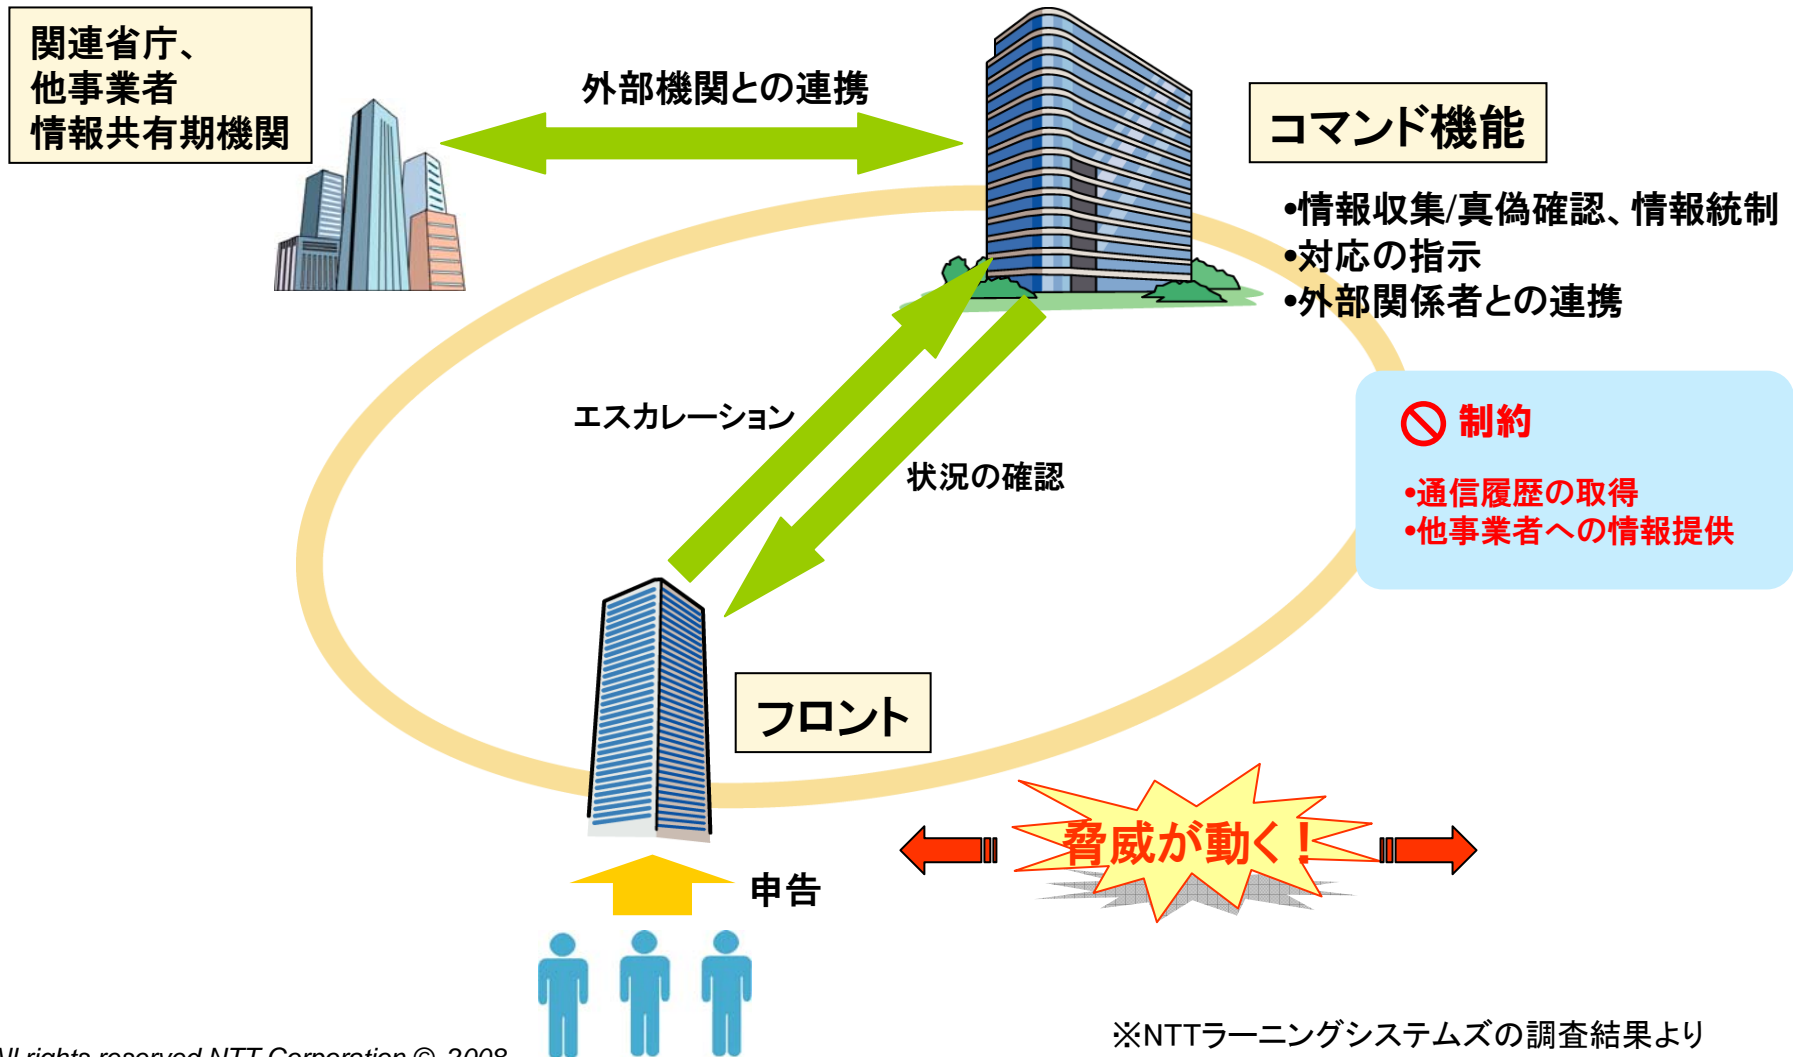 関連省庁、
他事業者
情報共有期機関
外部機関との連携
コマンド機能
•情報収集/真偽確認、情報統制
•対応の指示
•外部関係者との連携
エスカレーション
状況の確認
制約
•通信履歴の取得
•他事業者への情報提供
フロント
脅威が動く！
申告
※NTTラーニングシステムズの調査結果より
All rights reserved NTT Corporation © 2008